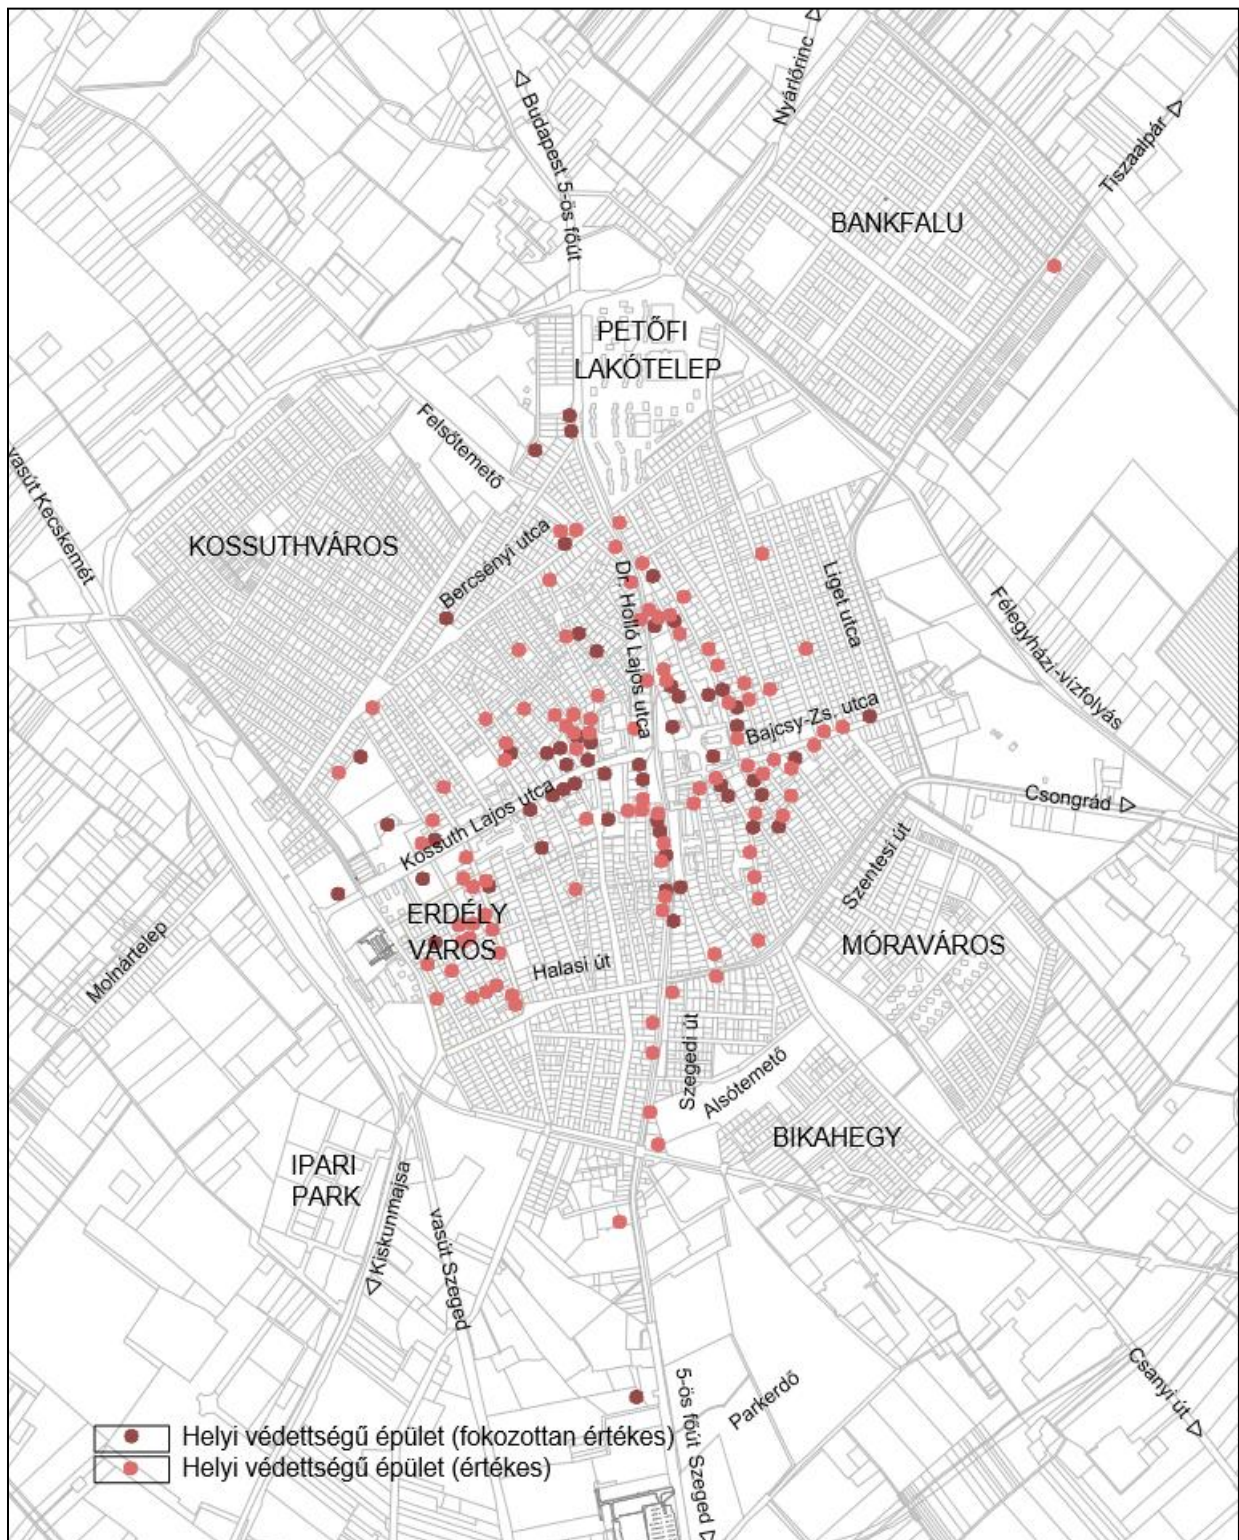 Nyárlőrinc
Budapest 5-ös főút
Tiszaalpár
BANKFALU
PETŐFI
LAKÓTELEP
Felsőtemető
vasút Kecskemét
KOSSUTHVÁROS
Bercsényi utca
Dr. Holló Lajos utca
Liget utca
Félegyházi-vízfolyás
Bajcsy-Zs. utca
Csongrád
Kossuth Lajos utca
Szentesi út
ERDÉLY
VÁROS
MÓRAVÁROS
Molnártelep
Halasi út
Szegedi út
Alsótemető
BIKAHEGY
IPARI
PARK
Kiskunmajsa
vasút Szeged
Csanyi út
Parkerdő
5-ös főút Szeged
Helyi védettségű épület (fokozottan értékes)
Helyi védettségű épület (értékes)